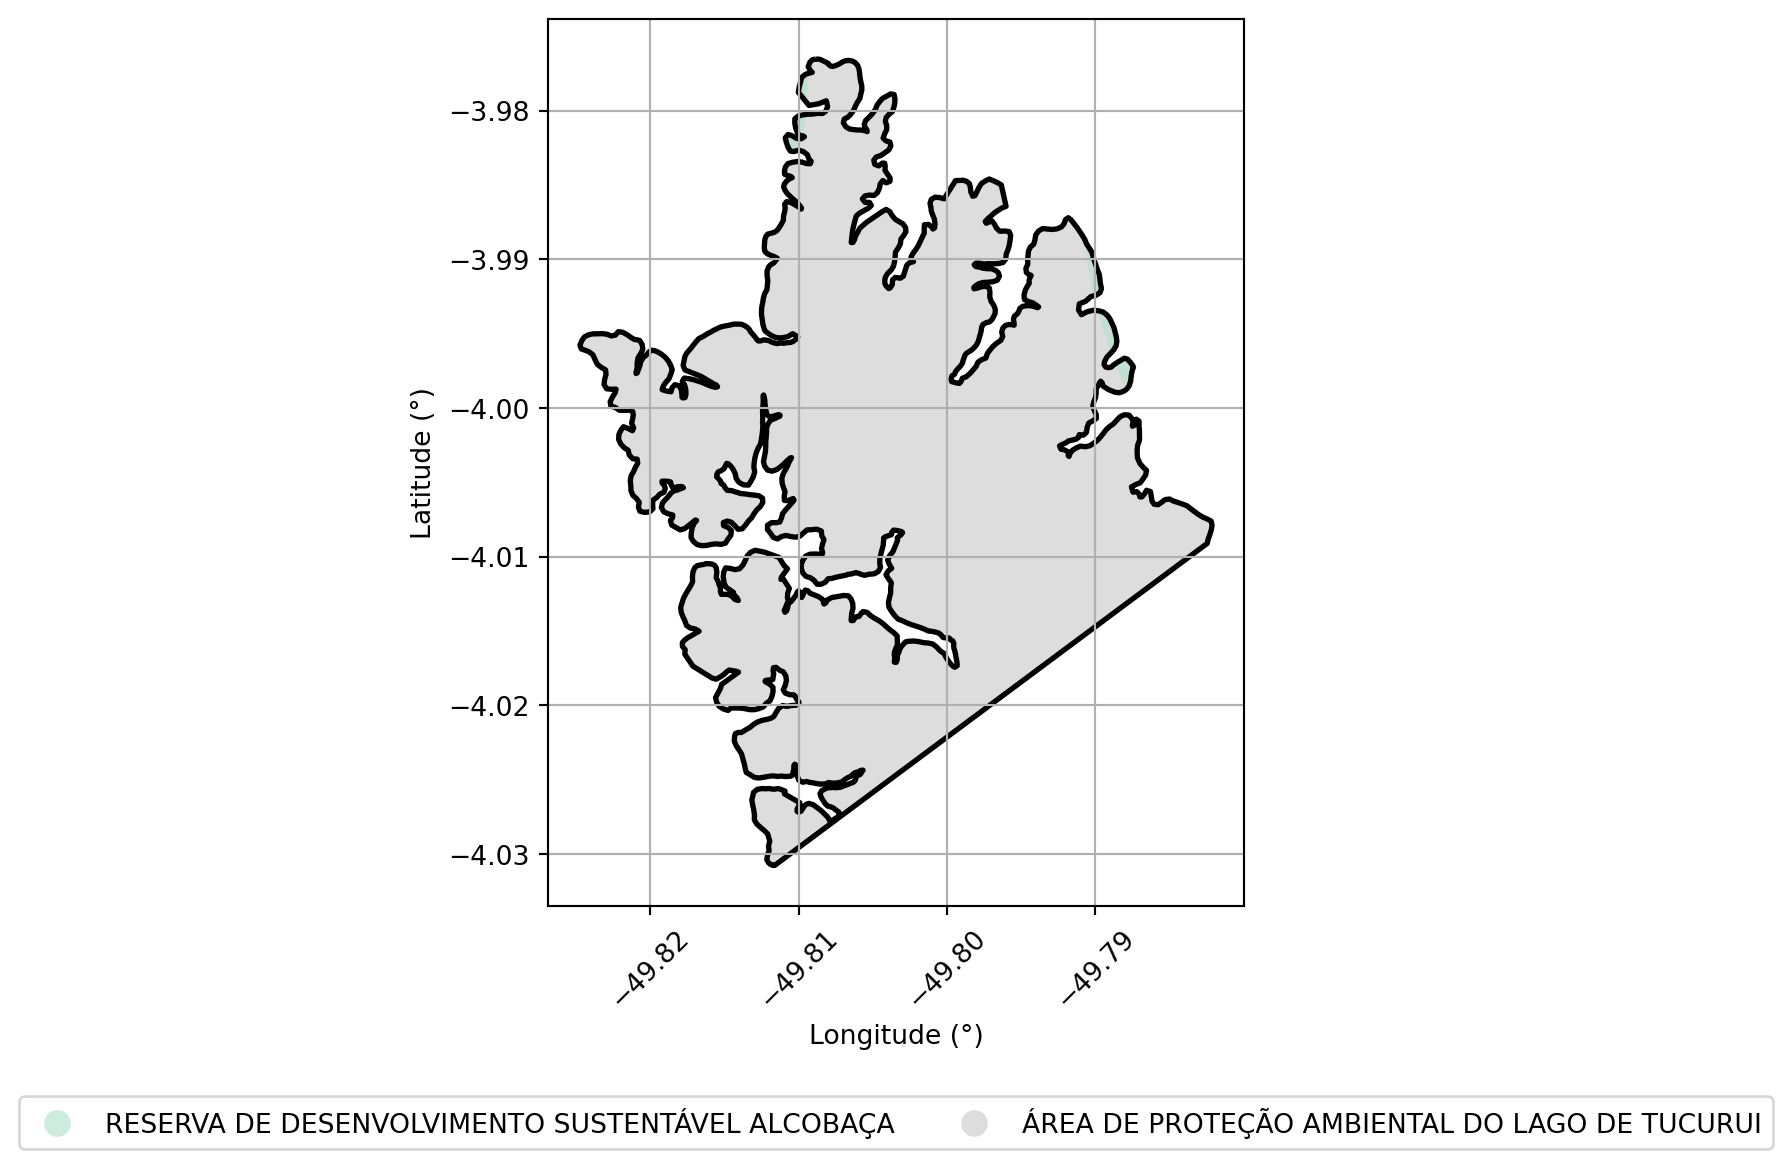 −3.98
−3.99
−4.00
−4.01
−4.02
−4.03
Latitude (°)
−49.82
−49.81
−49.80
−49.79
Longitude (°)
RESERVA DE DESENVOLVIMENTO SUSTENTÁVEL ALCOBAÇA
ÁREA DE PROTEÇÃO AMBIENTAL DO LAGO DE TUCURUI